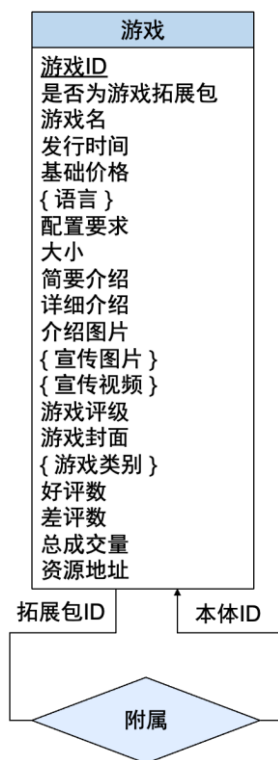 游戏
游戏ID
是否为游戏拓展包
游戏名
发行时间
基础价格
{ 语言 }
配置要求
大小
简要介绍
详细介绍
介绍图片
{ 宣传图片 }
{ 宣传视频 }
游戏评级
游戏封面
{ 游戏类别 }
好评数
差评数
总成交量
资源地址
拓展包ID
本体ID
附属